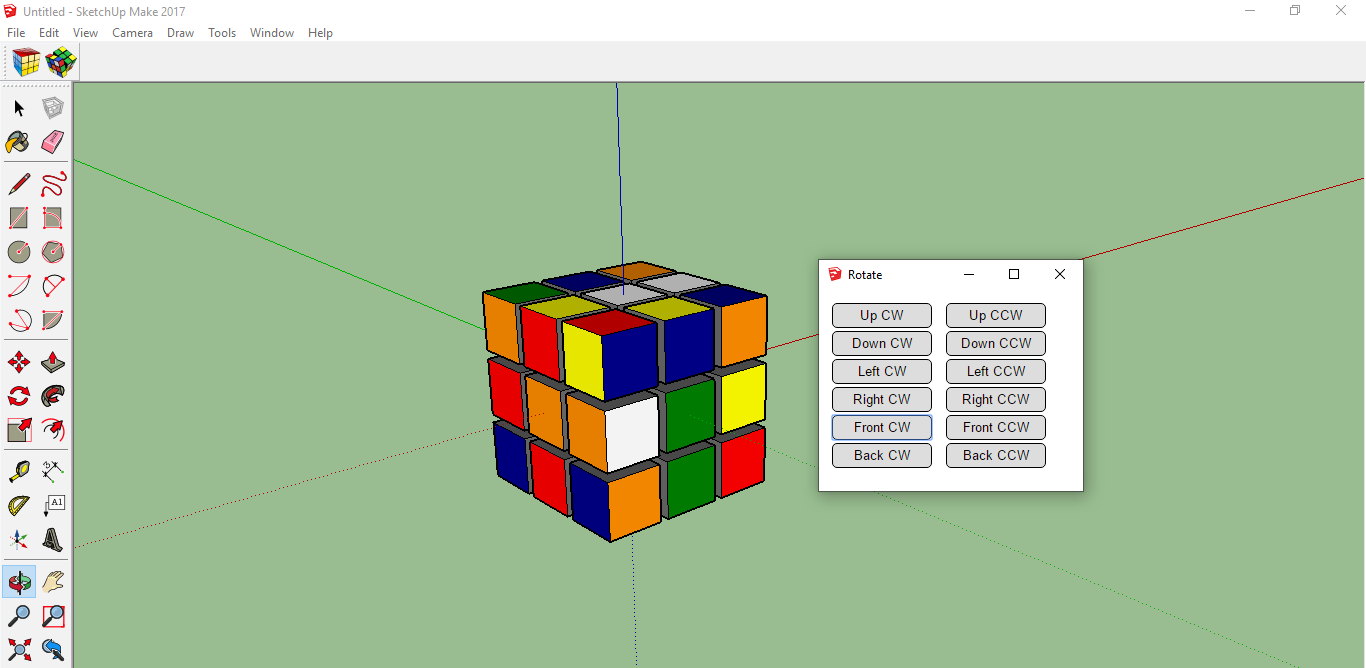 Untitled - SketchUp Make 2017
File Edit View Camera Draw Tools Window Help
Rotate
Up CW Up CCW
Down CW Down CCW
Left CW Left CCW
Right CW Right CCW
Front CW Front CCW
Back CW Back CCW
A1